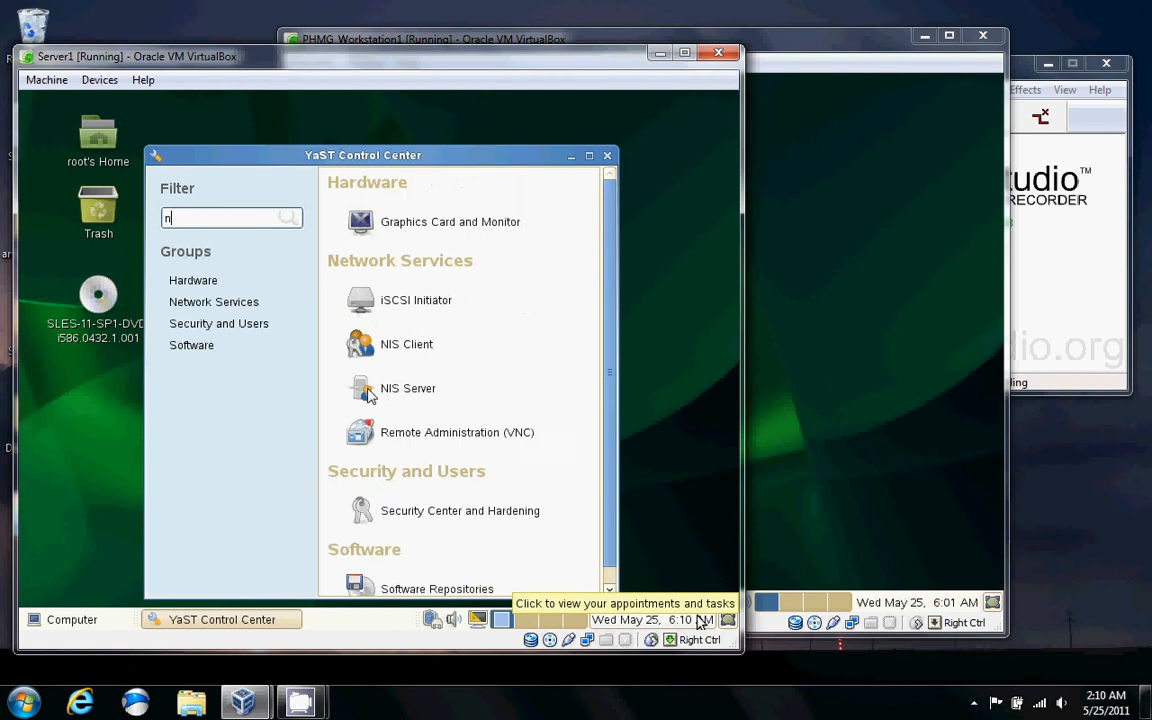 PHMG_Workstation1 [Running] - Oracle VM VirtualBox
Server1 [Running] - Oracle VM VirtualBox
Machine Devices Help
Effects View Help
root's Home
Trash
SLES-11-SP1-DVD
i586.0432.1.001
YaST Control Center
Filter
n
Groups
Hardware
Network Services
Security and Users
Software
Hardware
Graphics Card and Monitor
Network Services
iSCSI Initiator
NIS Client
NIS Server
Remote Administration (VNC)
Security and Users
Security Center and Hardening
Software
Software Repositories
tudio™
RECORDER
dio.org
ding
Click to view your appointments and tasks
Computer
YaST Control Center
Wed May 25, 6:10 AM
Right Ctrl
Wed May 25, 6:01 AM
Right Ctrl
2:10 AM
5/25/2011